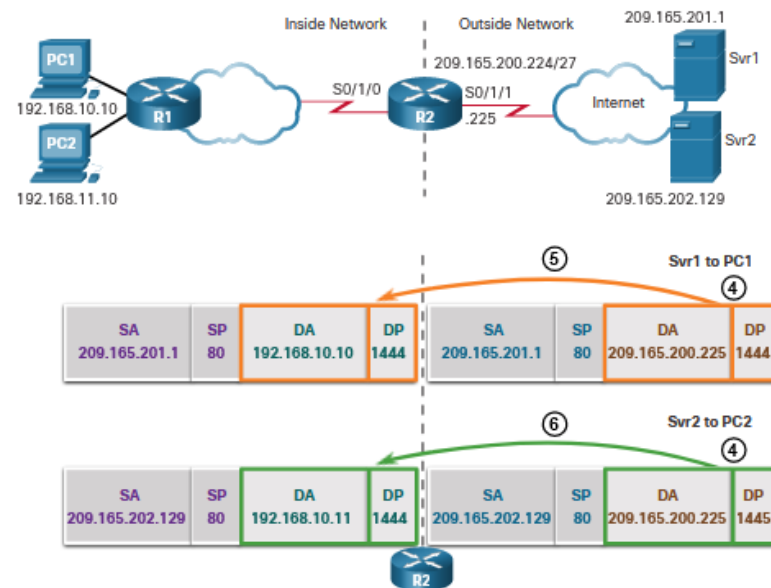 Inside Network
Outside Network
209.165.201.1
PC1
192.168.10.10
R1
S0/1/0
R2
209.165.200.224/27
S0/1/1
.225
Internet
Svr1
PC2
192.168.11.10
Svr2
209.165.202.129
Svr1 to PC1
5
4
SA
209.165.201.1
SP
80
DA
192.168.10.10
DP
1444
SA
209.165.201.1
SP
80
DA
209.165.200.225
DP
1444
Svr2 to PC2
6
4
SA
209.165.202.129
SP
80
DA
192.168.10.11
DP
1444
SA
209.165.202.129
SP
80
DA
209.165.200.225
DP
1445
R2